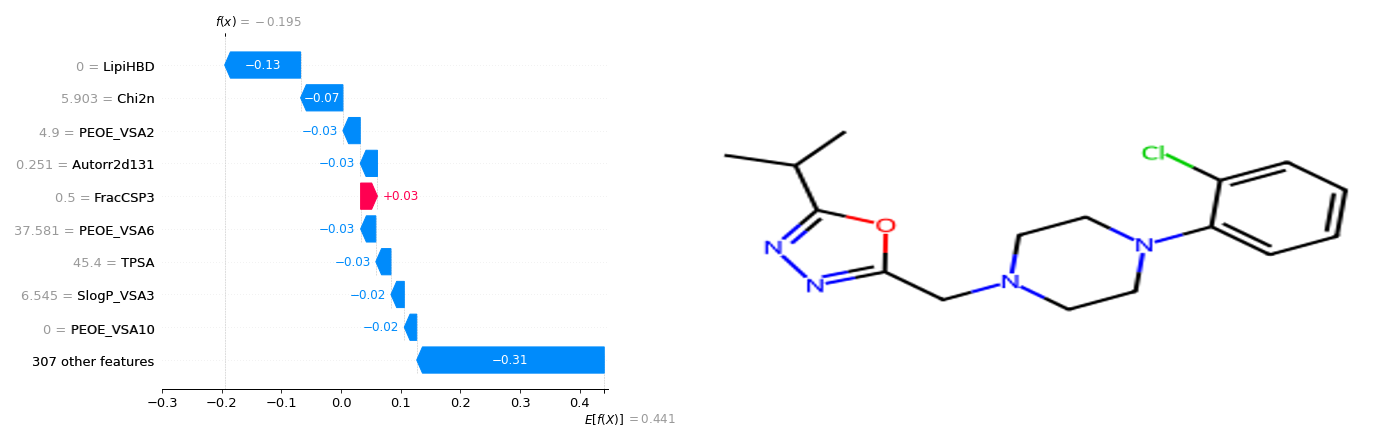 f(x) = −0.195
0 = LipiHBD
−0.13
5.903 = Chi2n
−0.07
4.9 = PEOE_VSA2
−0.03
0.251 = Autorr2d131
−0.03
0.5 = FracCSP3
+0.03
37.581 = PEOE_VSA6
−0.03
45.4 = TPSA
−0.03
6.545 = SlogP_VSA3
−0.02
0 = PEOE_VSA10
−0.02
307 other features
−0.31
−0.3 −0.2 −0.1 0.0 0.1 0.2 0.3 0.4
E[f(X)] = 0.441
Cl
O
N
N
N
N